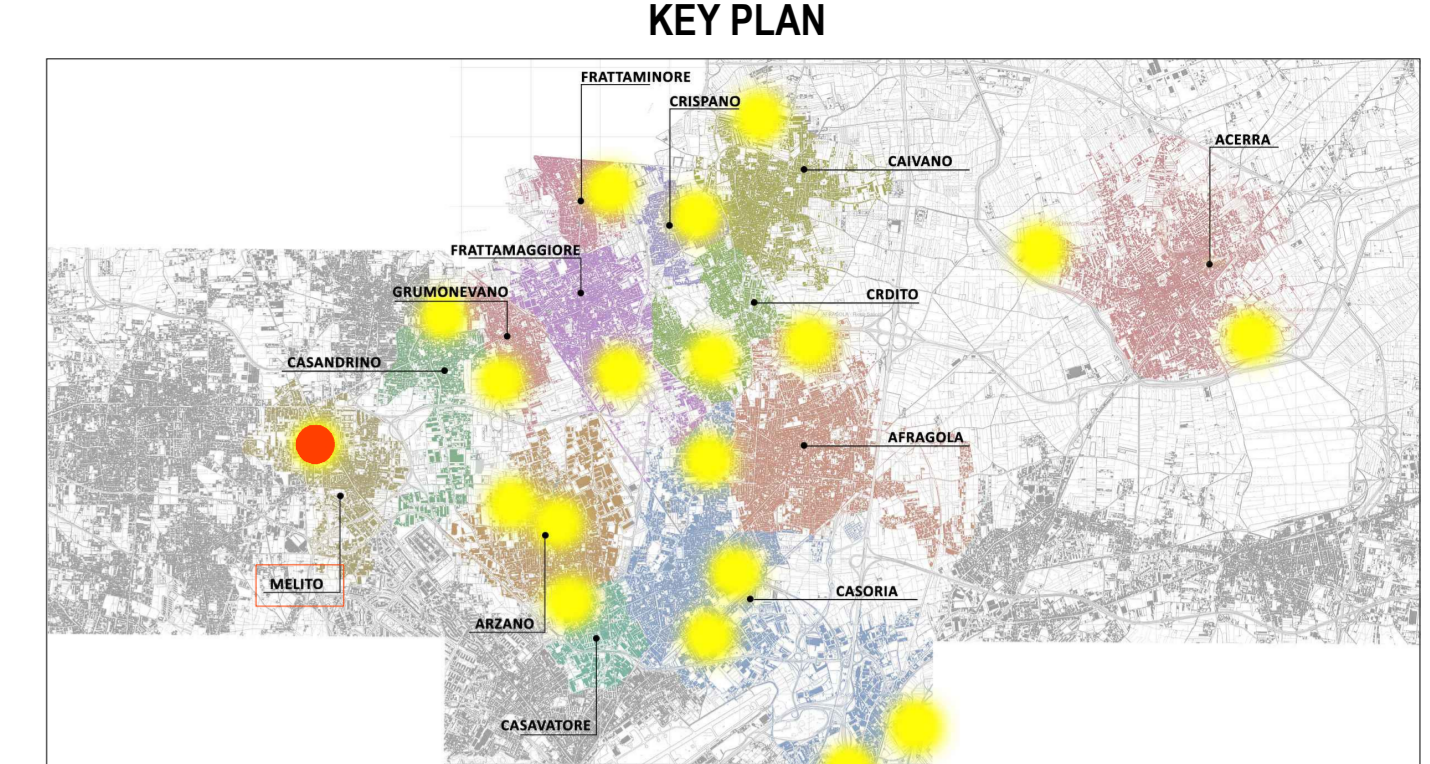 KEY PLAN
FRATTAMINORE
CRISPANO
ACERRA
CAIVANO
FRATTAMAGGIORE
GRUMONEVANO
CRDITO
CASANDRINO
AFRAGOLA
MELITO
CASORIA
ARZANO
CASAVATORE